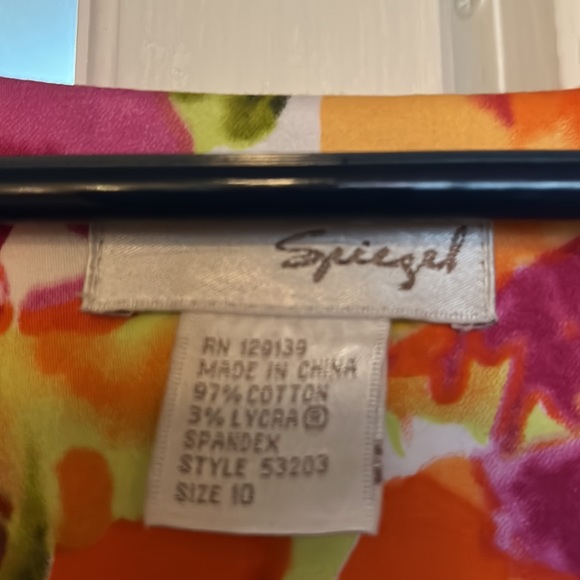 Spiegel
RN 129139
MADE IN CHINA
97% COTTON
3% LYCRA®
SPANDEX
STYLE 53203
SIZE 10